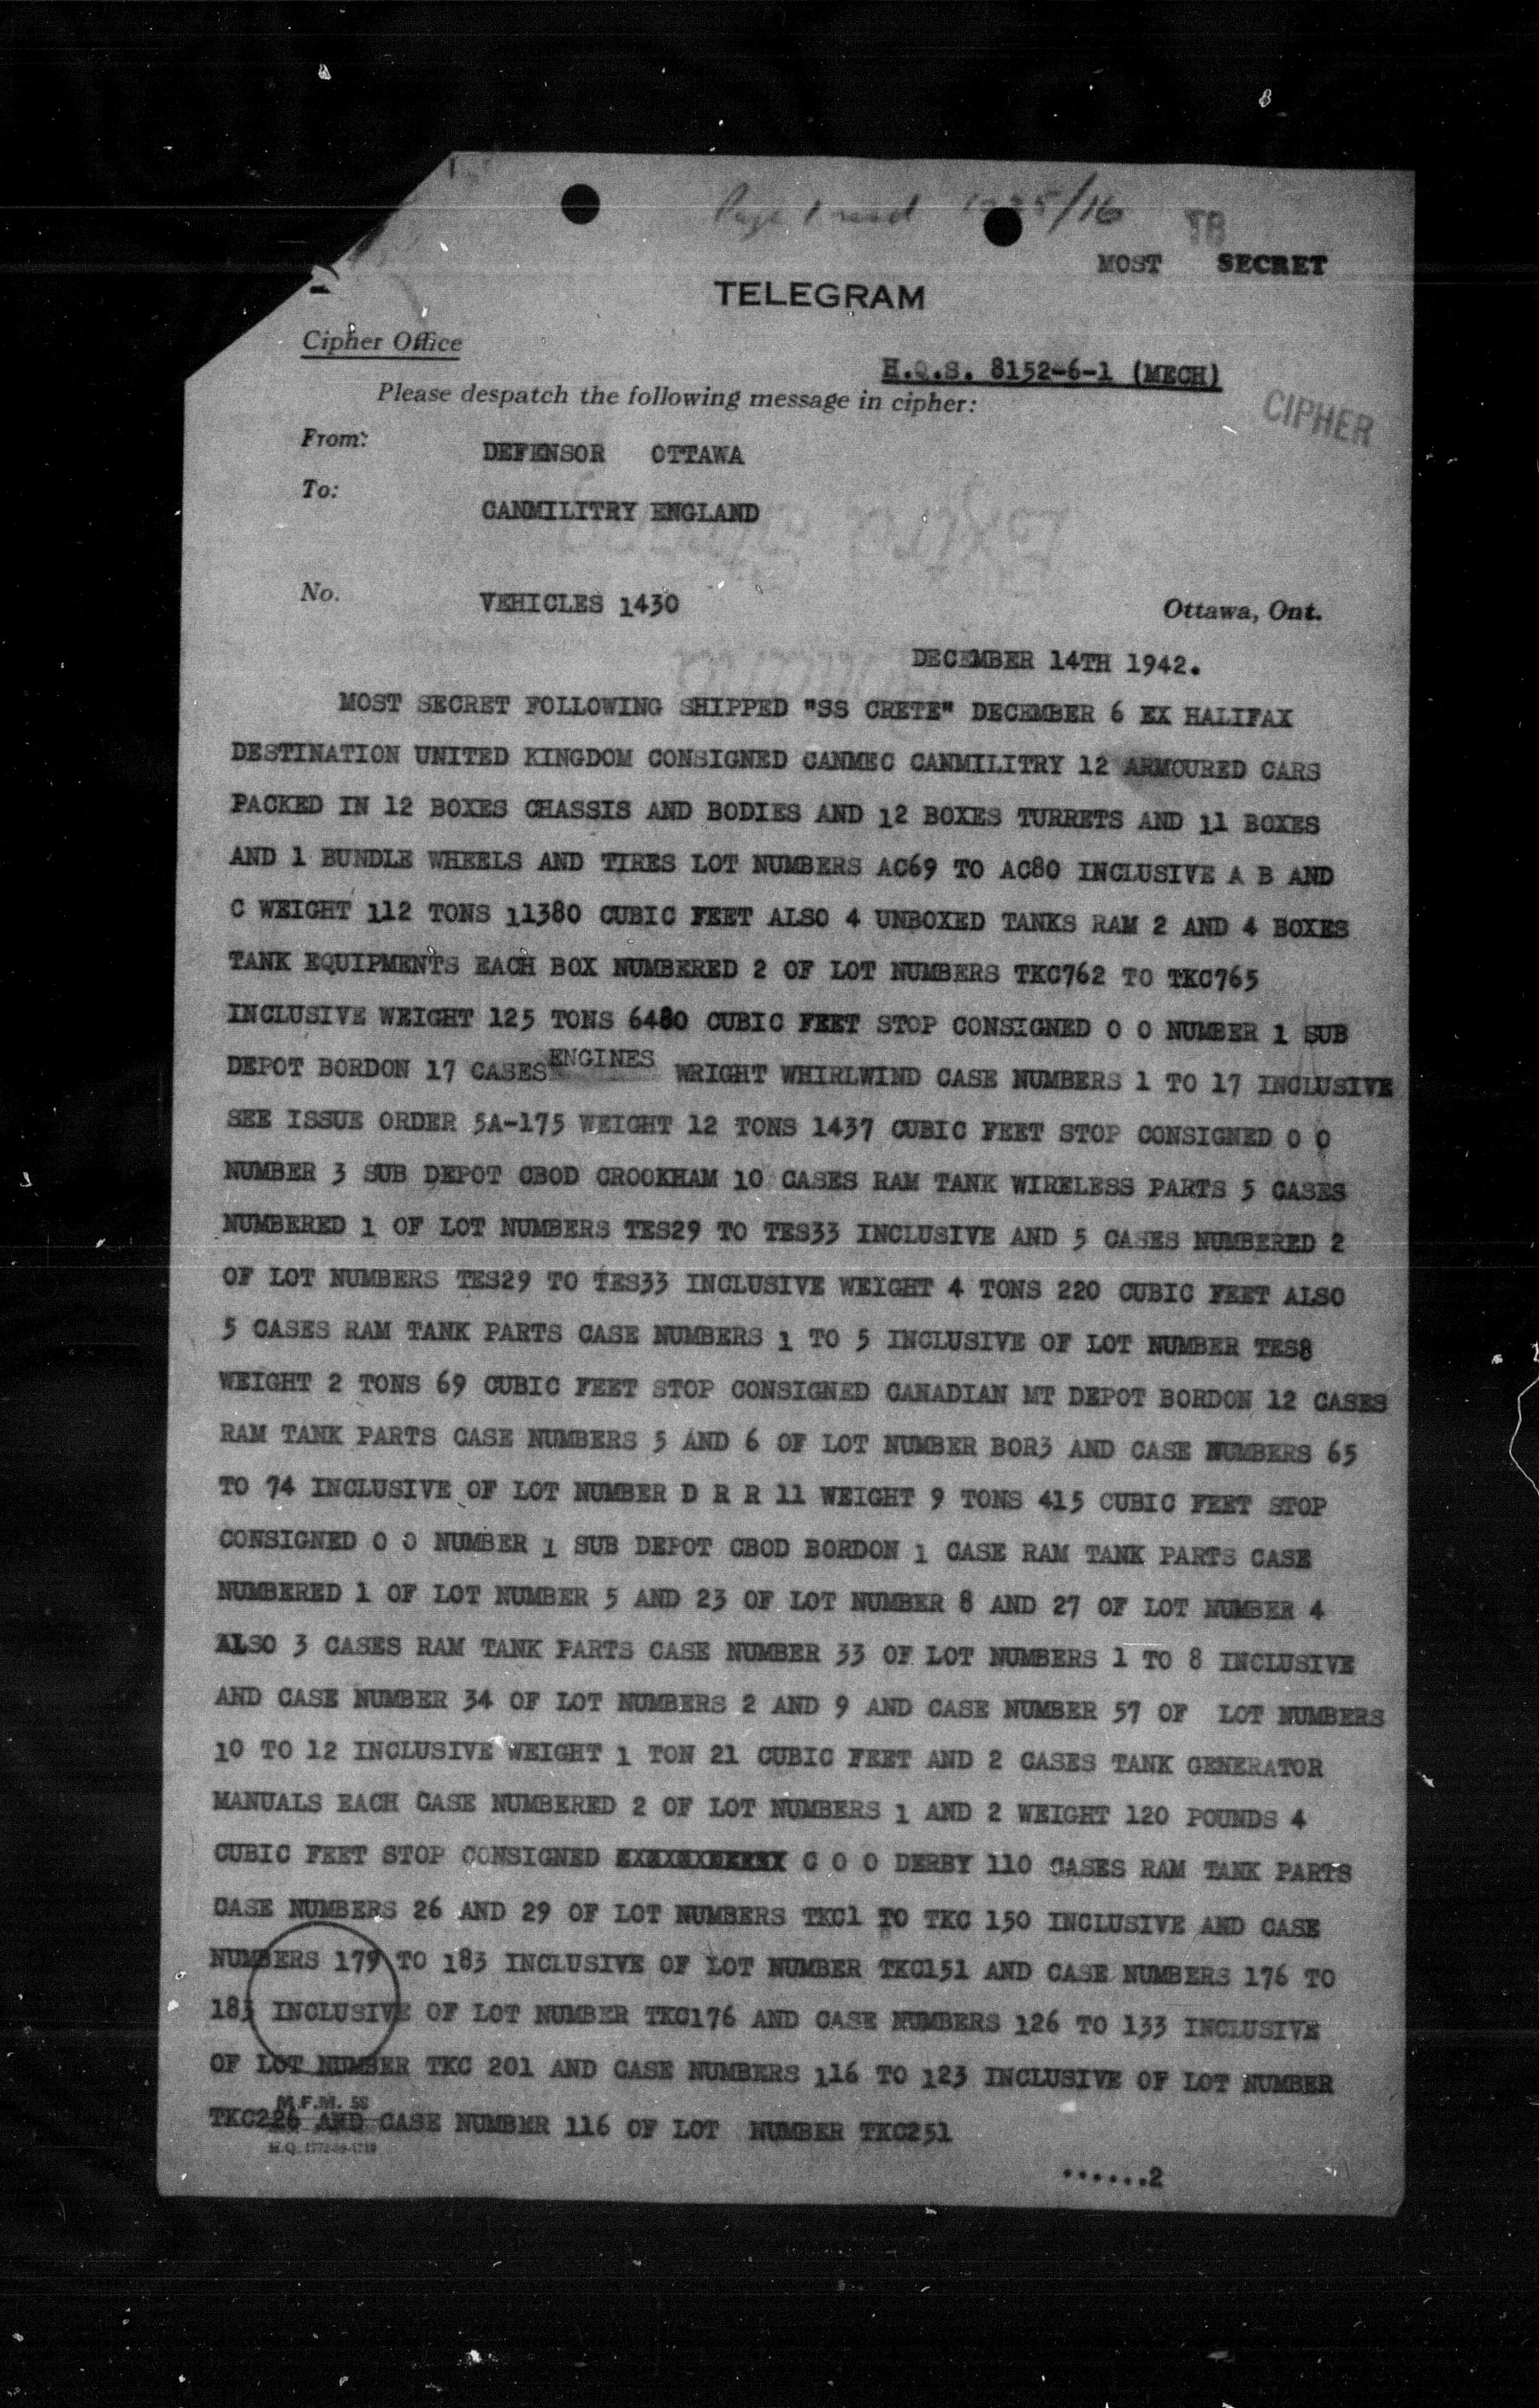 Page 1 1225/16
TB
MOST SECRET
TELEGRAM
Cipher Office
H.Q.S. 8152-6-1 (MECH)
Please despatch the following message in cipher:
CIPHER
From:
DEFENSOR OTTAWA
To:
CANMILITRY ENGLAND
No.
VEHICLES 1430
Ottawa, Ont.
DECEMBER 14TH 1942.
MOST SECRET FOLLOWING SHIPPED "SS CRETE" DECEMBER 6 EX HALIFAX
DESTINATION UNITED KINGDOM CONSIGNED CANMEC CANMILITRY 12 ARMOURED CARS
PACKED IN 12 BOXES CHASSIS AND BODIES AND 12 BOXES TURRETS AND 11 BOXES
AND 1 BUNDLE WHEELS AND TIRES LOT NUMBERS AC69 TO AC80 INCLUSIVE A B AND
C WEIGHT 112 TONS 11380 CUBIC FEET ALSO 4 UNBOXED TANKS RAM 2 AND 4 BOXES
TANK EQUIPMENTS EACH BOX NUMBERED 2 OF LOT NUMBERS TKC762 TO TKC765
INCLUSIVE WEIGHT 125 TONS 6480 CUBIC FEET STOP CONSIGNED O O NUMBER 1 SUB
DEPOT BORDON 17 CASES ENGINES WRIGHT WHIRLWIND CASE NUMBERS 1 TO 17 INCLUSIVE
SEE ISSUE ORDER 5A-175 WEIGHT 12 TONS 1437 CUBIC FEET STOP CONSIGNED O O
NUMBER 3 SUB DEPOT CBOD CROOKHAM 10 CASES RAM TANK WIRELESS PARTS 5 CASES
NUMBERED 1 OF LOT NUMBERS TES29 TO TES33 INCLUSIVE AND 5 CASES NUMBERED 2
OF LOT NUMBERS TES29 TO TES33 INCLUSIVE WEIGHT 4 TONS 220 CUBIC FEET ALSO
5 CASES RAM TANK PARTS CASE NUMBERS 1 TO 5 INCLUSIVE OF LOT NUMBER TES8
WEIGHT 2 TONS 69 CUBIC FEET STOP CONSIGNED CANADIAN MT DEPOT BORDON 12 CASES
RAM TANK PARTS CASE NUMBERS 5 AND 6 OF LOT NUMBER BOR3 AND CASE NUMBERS 65
TO 74 INCLUSIVE OF LOT NUMBER D R R 11 WEIGHT 9 TONS 415 CUBIC FEET STOP
CONSIGNED O O NUMBER 1 SUB DEPOT CBOD BORDON 1 CASE RAM TANK PARTS CASE
NUMBERED 1 OF LOT NUMBER 5 AND 23 OF LOT NUMBER 8 AND 27 OF LOT NUMBER 4
ALSO 3 CASES RAM TANK PARTS CASE NUMBER 33 OF LOT NUMBERS 1 TO 8 INCLUSIVE
AND CASE NUMBER 34 OF LOT NUMBERS 2 AND 9 AND CASE NUMBER 57 OF LOT NUMBERS
10 TO 12 INCLUSIVE WEIGHT 1 TON 21 CUBIC FEET AND 2 CASES TANK GENERATOR
MANUALS EACH CASE NUMBERED 2 OF LOT NUMBERS 1 AND 2 WEIGHT 120 POUNDS 4
CUBIC FEET STOP CONSIGNED C O O DERBY 110 CASES RAM TANK PARTS
CASE NUMBERS 26 AND 29 OF LOT NUMBERS TKC1 TO TKC 150 INCLUSIVE AND CASE
NUMBERS 179 TO 183 INCLUSIVE OF LOT NUMBER TKC151 AND CASE NUMBERS 176 TO
183 INCLUSIVE OF LOT NUMBER TKC176 AND CASE NUMBERS 126 TO 133 INCLUSIVE
OF LOT NUMBER TKC 201 AND CASE NUMBERS 116 TO 123 INCLUSIVE OF LOT NUMBER
M.F.M. 58
TKC226 AND CASE NUMBER 116 OF LOT NUMBER TKC251
......2